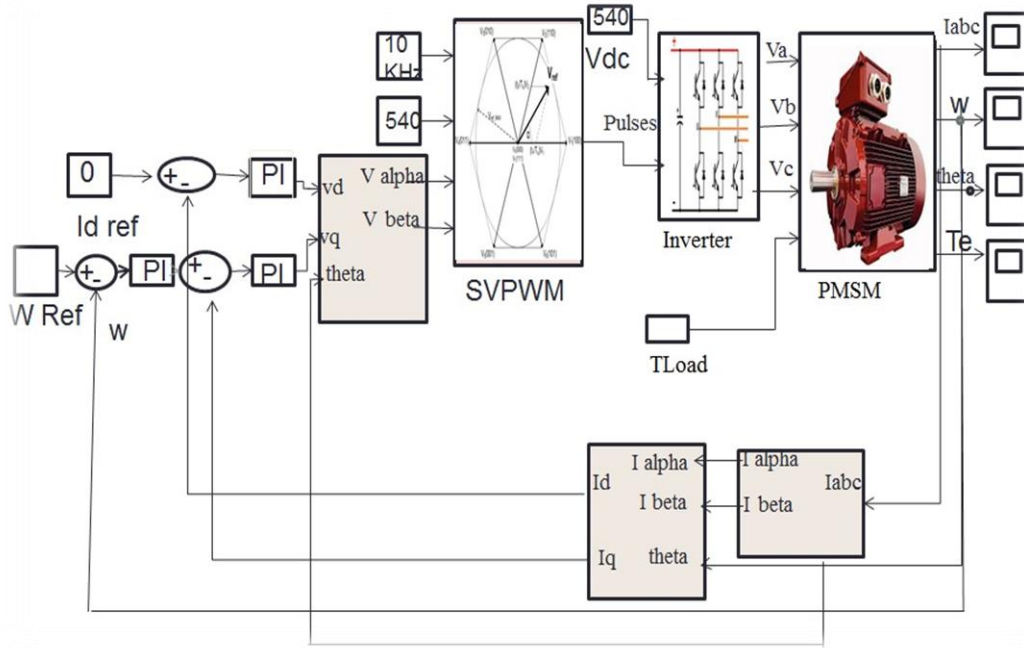 10
KHz
540
540
Vdc
Pulses
Inverter
SVPWM
Vref
Va
Vb
Vc
PMSM
Iabc
w
theta
Te
0
Id ref
+
-
PI
W Ref
w
+
-
PI
+
-
PI
vd
vq
theta
V alpha
V beta
TLoad
Id
Iq
I alpha
I beta
theta
I alpha
I beta
Iabc